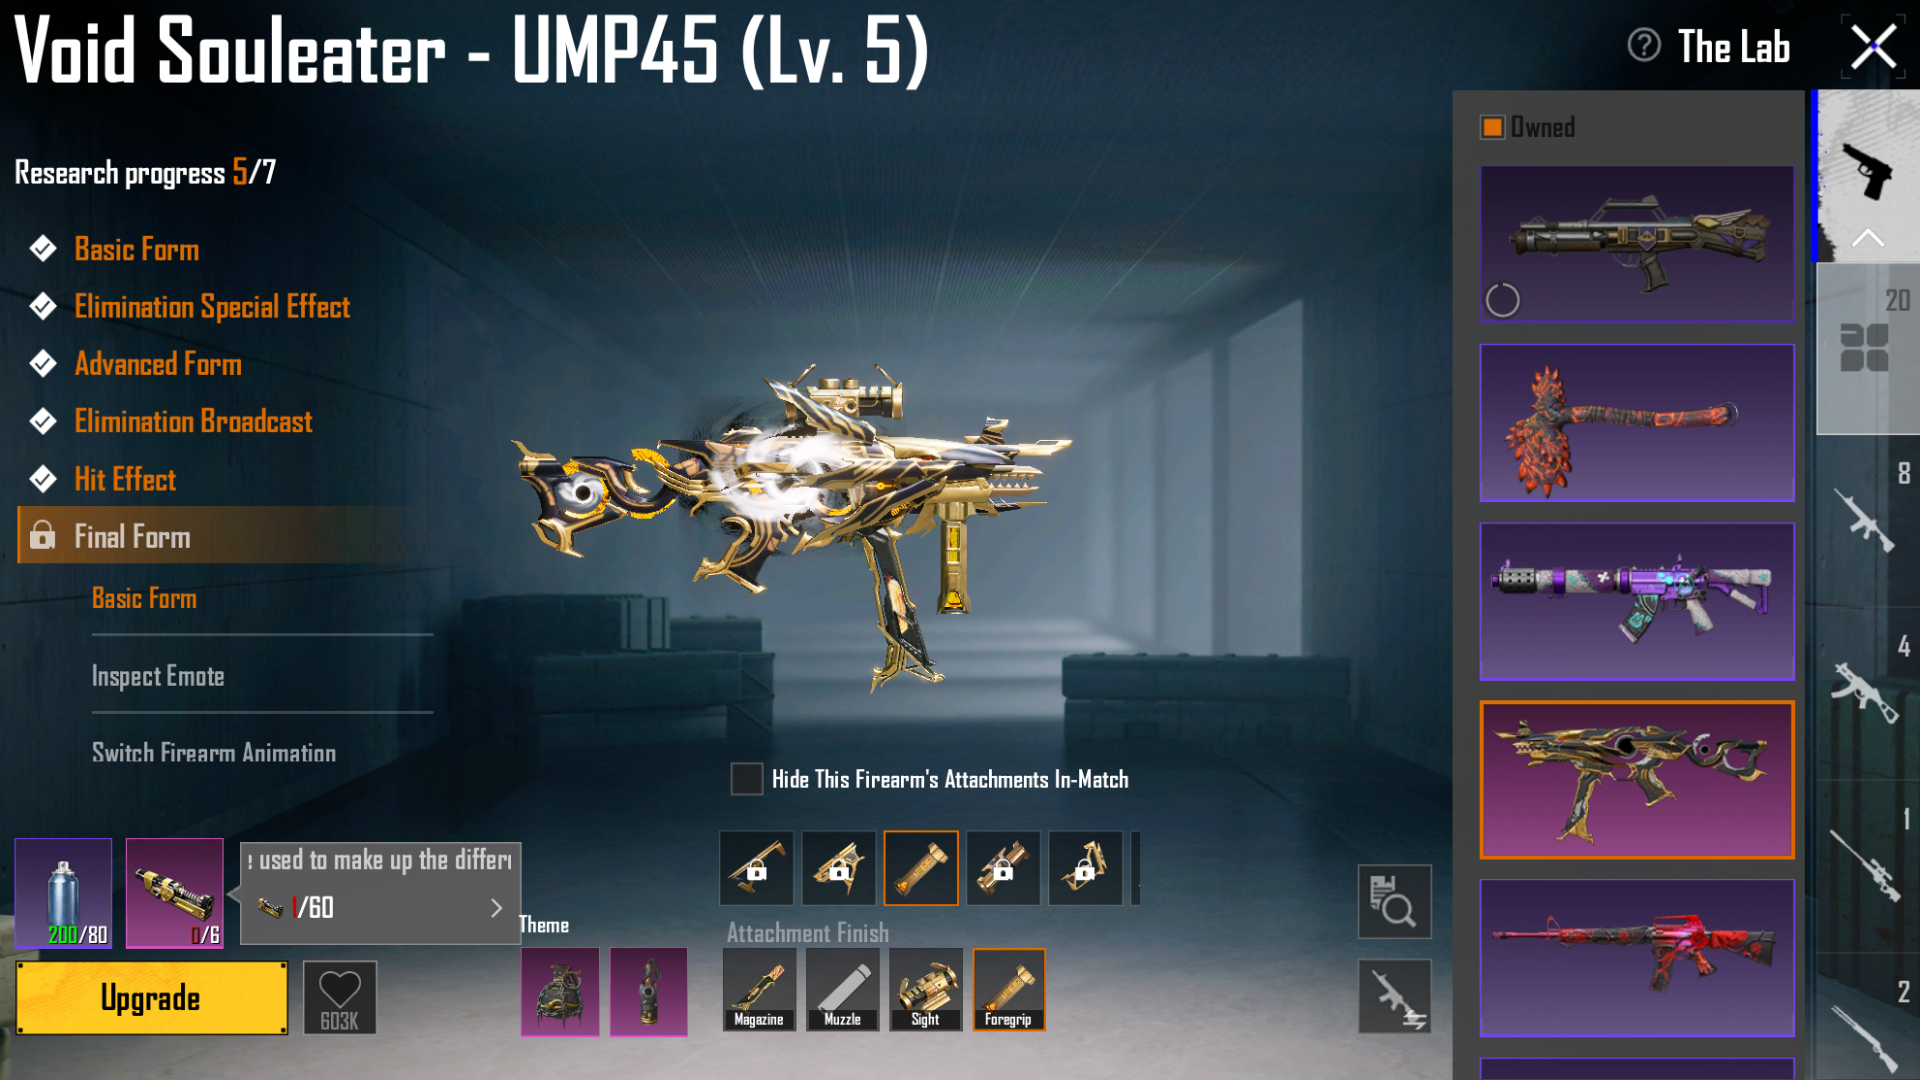 Void Souleater - UMP45 (Lv. 5)
The Lab
Research progress 5/7
Basic Form
Elimination Special Effect
Advanced Form
Elimination Broadcast
Hit Effect
Final Form
Basic Form
Inspect Emote
Switch Firearm Animation
200/80
0/6
used to make up the differ
1/60
Upgrade
603K
Theme
Hide This Firearm's Attachments In-Match
Attachment Finish
Magazine
Muzzle
Sight
Foregrip
Owned
20
8
4
1
2